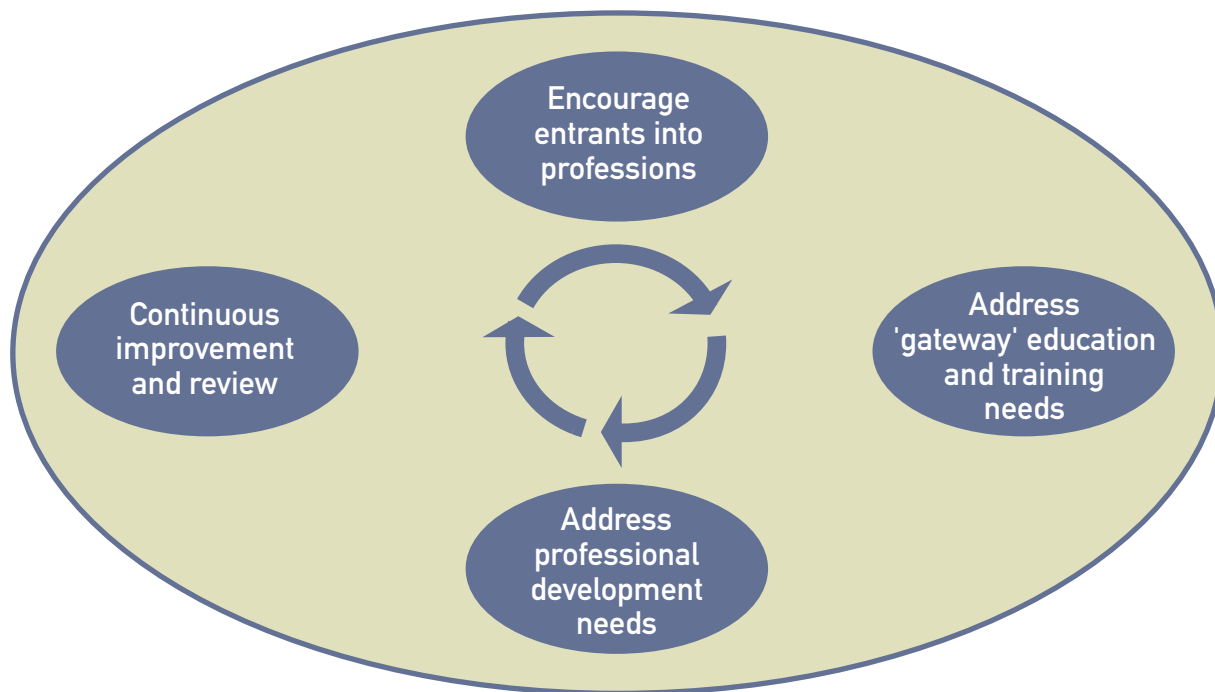 Encourage
entrants into
professions
Continuous
improvement
and review
Address
'gateway' education
and training
needs
Address
professional
development
needs